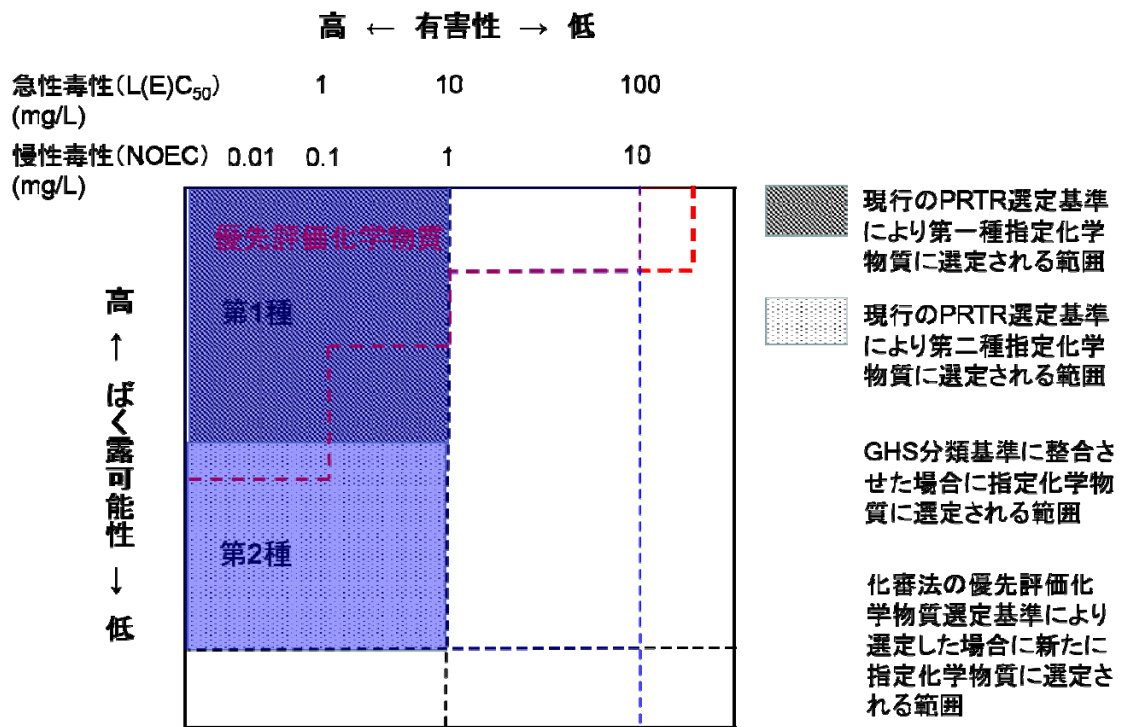 高 ← 有害性 → 低
急性毒性（L(E)C50） 1 10 100
(mg/L)
慢性毒性（NOEC） 0.01 0.1 1 10
(mg/L)
高 ← ばく露可能性 → 低
優先評価化学物質
第1種
第2種
現行のPRTR選定基準
により第一種指定化学
物質に選定される範囲
現行のPRTR選定基準
により第二種指定化学
物質に選定される範囲
GHS分類基準に整合さ
せた場合に指定化学物
質に選定される範囲
化審法の優先評価化
学物質選定基準により
選定した場合に新たに
指定化学物質に選定さ
れる範囲